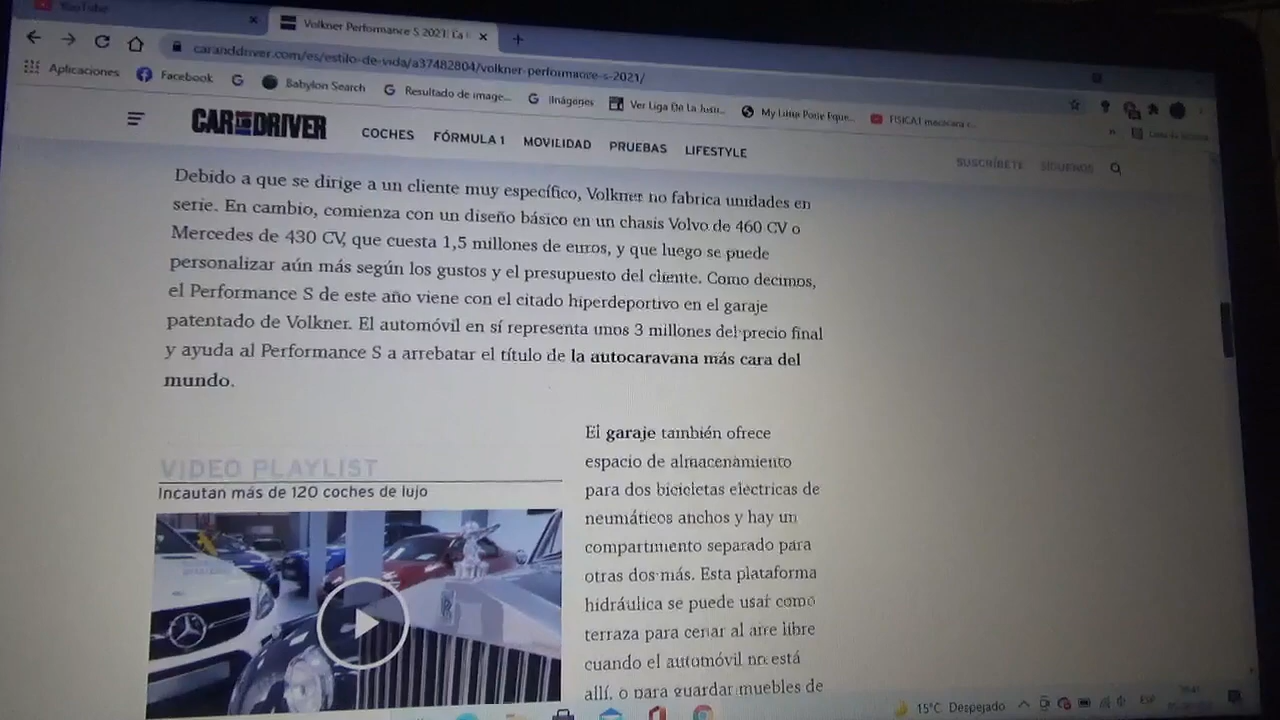 YouTube
Volkner Performance S 2021: La
caranddriver.com/es/estilo-de-vida/a37482804/volkner-performance-s-2021/
Aplicaciones
Facebook
Babylon Search
Resultado de image...
Imágenes
Ver Liga De La Justi...
CAR AND DRIVER
COCHES
FÓRMULA 1
MOVILIDAD
PRUEBAS
LIFESTYLE
SUSCRÍBETE
SÍGUENOS
Debido a que se dirige a un cliente muy específico, Volkner no fabrica unidades en
serie. En cambio, comienza con un diseño básico en un chasis Volvo de 460 CV o
Mercedes de 430 CV, que cuesta 1,5 millones de euros, y que luego se puede
personalizar aún más según los gustos y el presupuesto del cliente. Como decimos,
el Performance S de este año viene con el citado hiperdeportivo en el garaje
patentado de Volkner. El automóvil en sí representa unos 3 millones del precio final
y ayuda al Performance S a arrebatar el título de la autocaravana más cara del
mundo.
VIDEO PLAYLIST
Incautan más de 120 coches de lujo
El garaje también ofrece
espacio de almacenamiento
para dos bicicletas eléctricas de
neumáticos anchos y hay un
compartimento separado para
otras dos más. Esta plataforma
hidráulica se puede usar como
terraza para cenar al aire libre
cuando el automóvil no está
allí, o para guardar muebles de
15°C Despejado
ESP